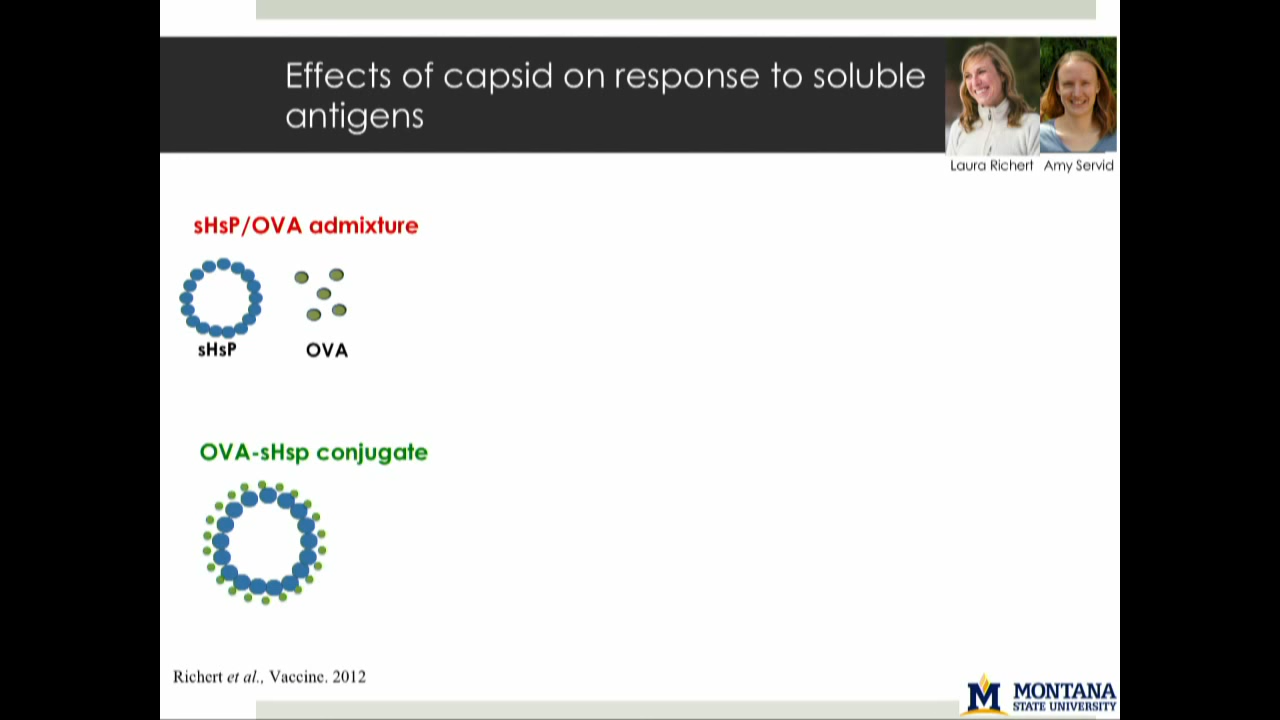 Effects of capsid on response to soluble
antigens
Laura Richert
Amy Servid
sHsP/OVA admixture
sHsP
OVA
OVA-sHsp conjugate
Richert et al., Vaccine. 2012
M
MONTANA
STATE UNIVERSITY